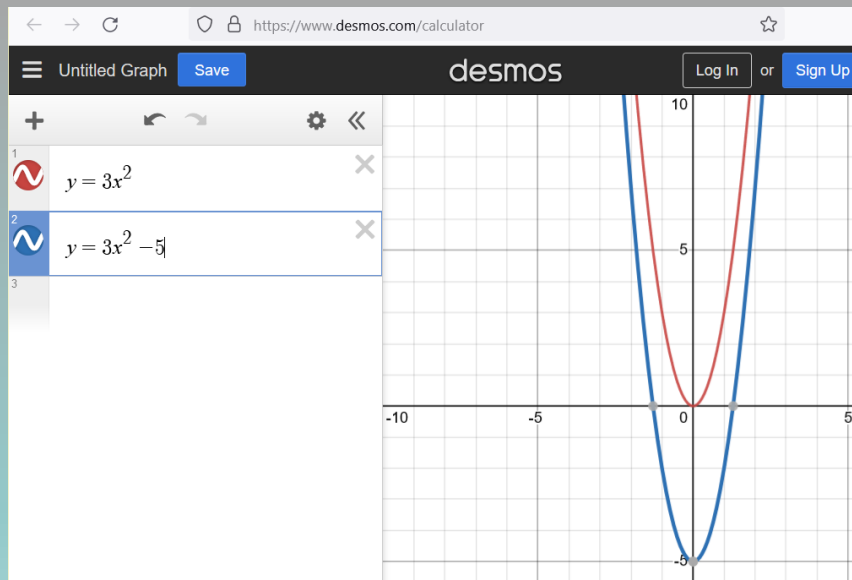 https://www.desmos.com/calculator
Untitled Graph Save desmos Log In or Sign Up
1
y = 3x²
2
y = 3x² −5
3
10
5
-10 -5 0 5
-5